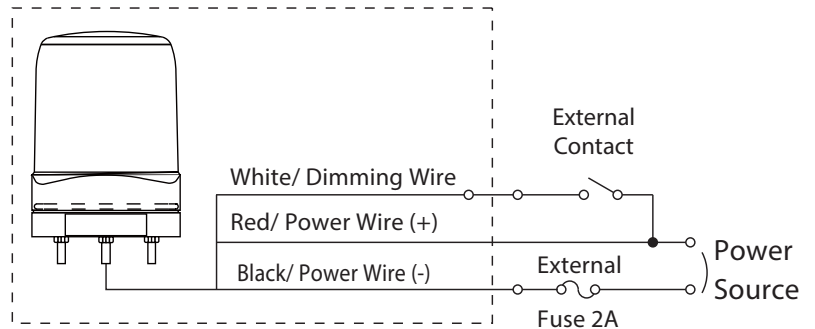 External
Contact
White/ Dimming Wire
Red/ Power Wire (+)
Black/ Power Wire (-)
External
Fuse 2A
Power
Source